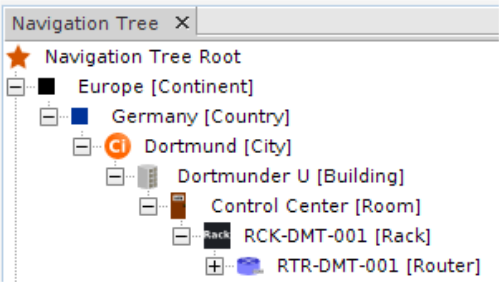 Navigation Tree ×
Navigation Tree Root
Europe [Continent]
Germany [Country]
Ci Dortmund [City]
Dortmunder U [Building]
Control Center [Room]
Rack RCK-DMT-001 [Rack]
RTR-DMT-001 [Router]